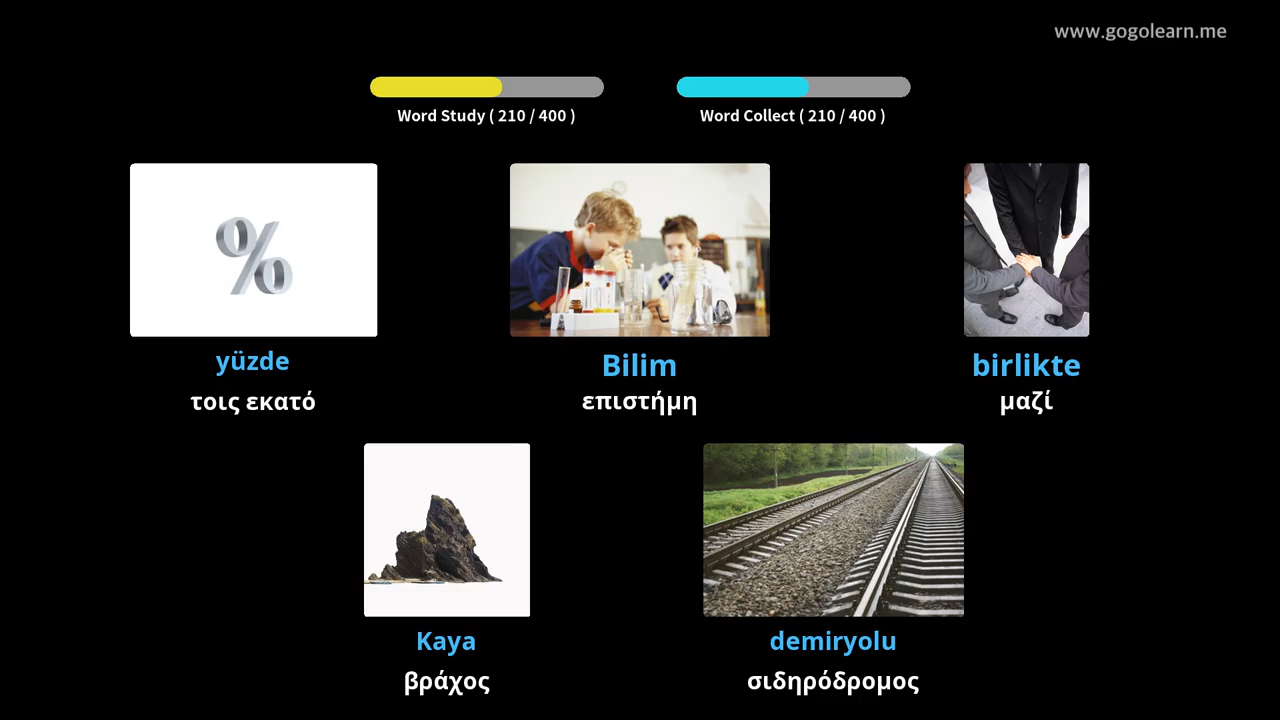 www.gogolearn.me
Word Study ( 210 / 400 )
Word Collect ( 210 / 400 )
%
yüzde
Bilim
birlikte
τοις εκατό
επιστήμη
μαζί
Kaya
demiryolu
βράχος
σιδηρόδρομος